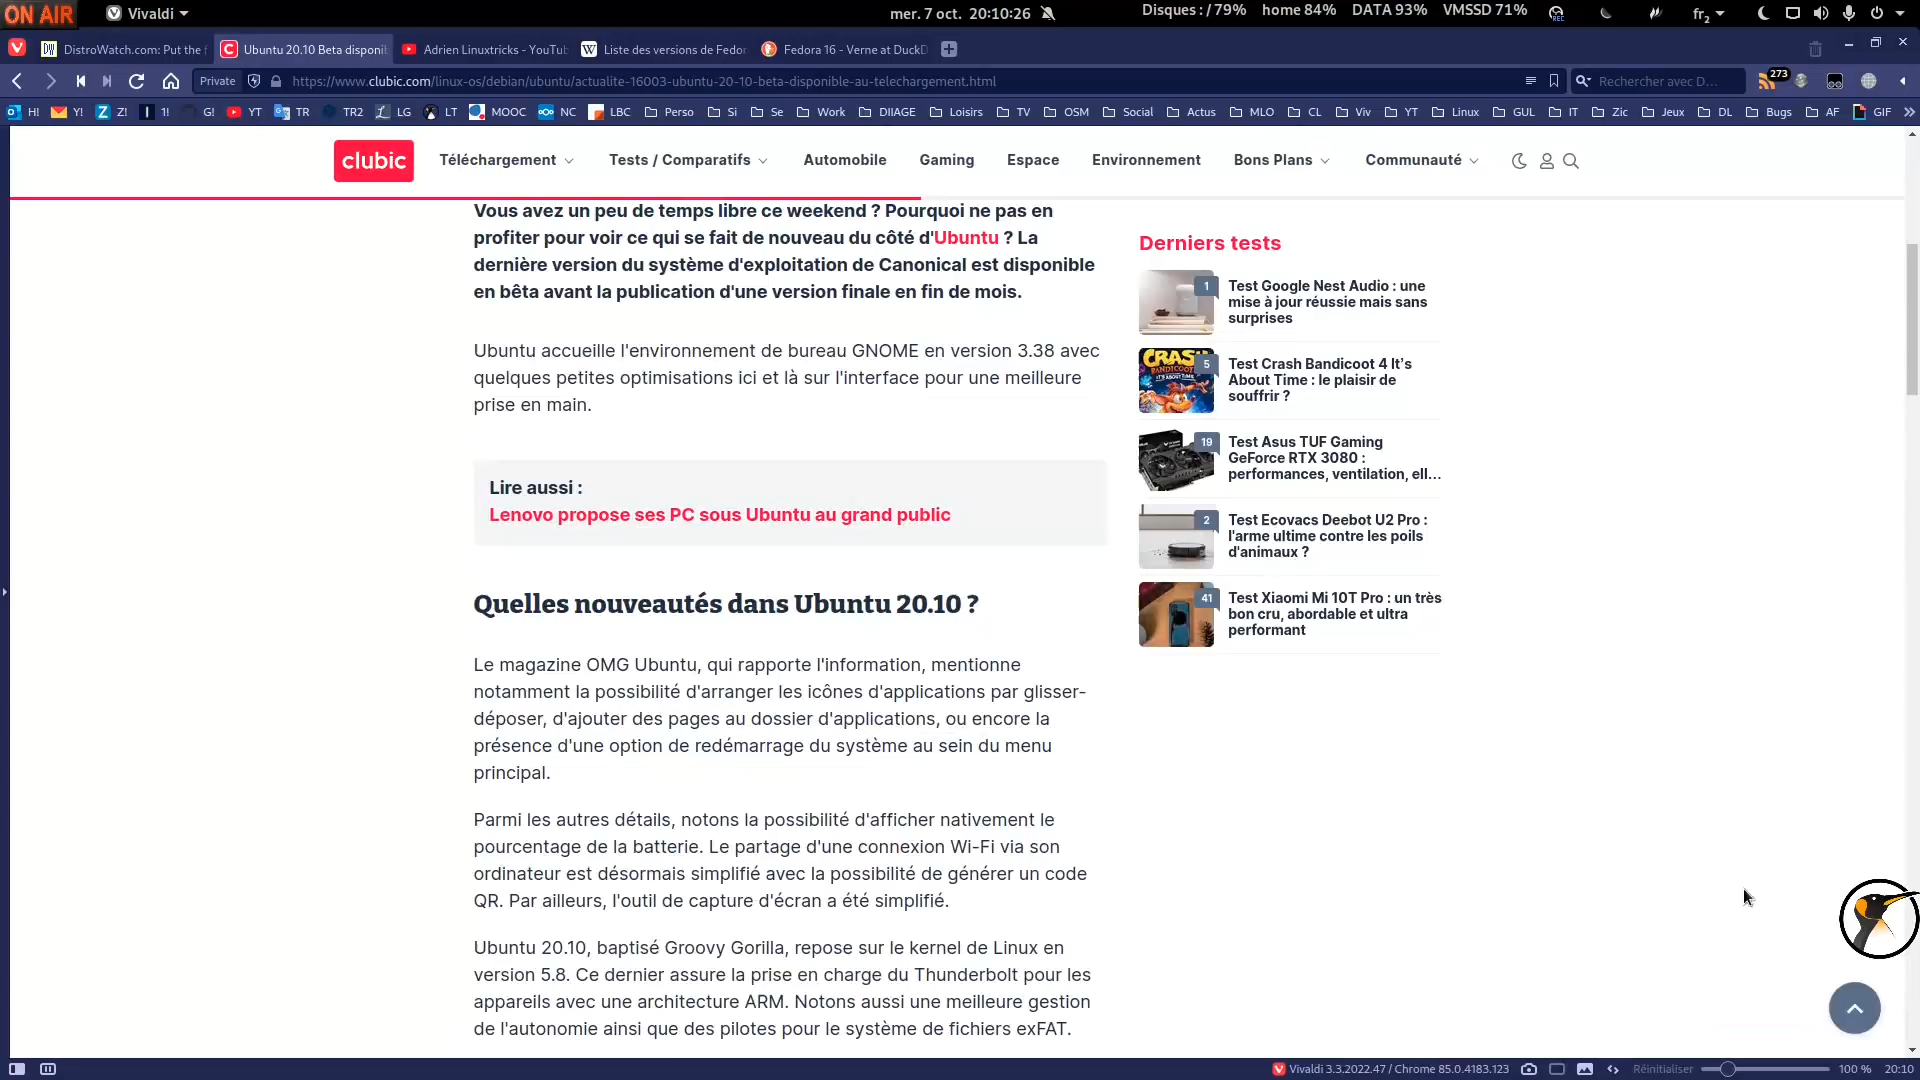 ON AIR
Vivaldi
mer. 7 oct. 20:10:26
Disques : / 79% home 84% DATA 93% VMSSD 71%
REC
fr₂
DistroWatch.com: Put the f
Ubuntu 20.10 Beta disponib
Adrien Linuxtricks - YouTu
Liste des versions de Fedor
Fedora 16 - Verne at DuckD
Private
https://www.clubic.com/linux-os/debian/ubuntu/actualite-16003-ubuntu-20-10-beta-disponible-au-telechargement.html
Rechercher avec D...
273
H! Y! Z! 1! G! YT TR TR2 LG LT MOOC NC LBC Perso Si Se Work DIIAGE Loisirs TV OSM Social Actus MLO CL Viv YT Linux GUL IT Zic Jeux DL Bugs AF GIF
clubic
Téléchargement
Tests / Comparatifs
Automobile
Gaming
Espace
Environnement
Bons Plans
Communauté
Vous avez un peu de temps libre ce weekend ? Pourquoi ne pas en
profiter pour voir ce qui se fait de nouveau du côté d'Ubuntu ? La
dernière version du système d'exploitation de Canonical est disponible
en bêta avant la publication d'une version finale en fin de mois.
Ubuntu accueille l'environnement de bureau GNOME en version 3.38 avec
quelques petites optimisations ici et là sur l'interface pour une meilleure
prise en main.
Lire aussi :
Lenovo propose ses PC sous Ubuntu au grand public
Quelles nouveautés dans Ubuntu 20.10 ?
Le magazine OMG Ubuntu, qui rapporte l'information, mentionne
notamment la possibilité d'arranger les icônes d'applications par glisser-
déposer, d'ajouter des pages au dossier d'applications, ou encore la
présence d'une option de redémarrage du système au sein du menu
principal.
Parmi les autres détails, notons la possibilité d'afficher nativement le
pourcentage de la batterie. Le partage d'une connexion Wi-Fi via son
ordinateur est désormais simplifié avec la possibilité de générer un code
QR. Par ailleurs, l'outil de capture d'écran a été simplifié.
Ubuntu 20.10, baptisé Groovy Gorilla, repose sur le kernel de Linux en
version 5.8. Ce dernier assure la prise en charge du Thunderbolt pour les
appareils avec une architecture ARM. Notons aussi une meilleure gestion
de l'autonomie ainsi que des pilotes pour le système de fichiers exFAT.
Derniers tests
1
Test Google Nest Audio : une
mise à jour réussie mais sans
surprises
CRASH
BANDICOOT
5
Test Crash Bandicoot 4 It's
About Time : le plaisir de
souffrir ?
19
Test Asus TUF Gaming
GeForce RTX 3080 :
performances, ventilation, ell...
2
Test Ecovacs Deebot U2 Pro :
l'arme ultime contre les poils
d'animaux ?
41
Test Xiaomi Mi 10T Pro : un très
bon cru, abordable et ultra
performant
Vivaldi 3.3.2022.47 / Chrome 85.0.4183.123
Réinitialiser
100 %
20:10